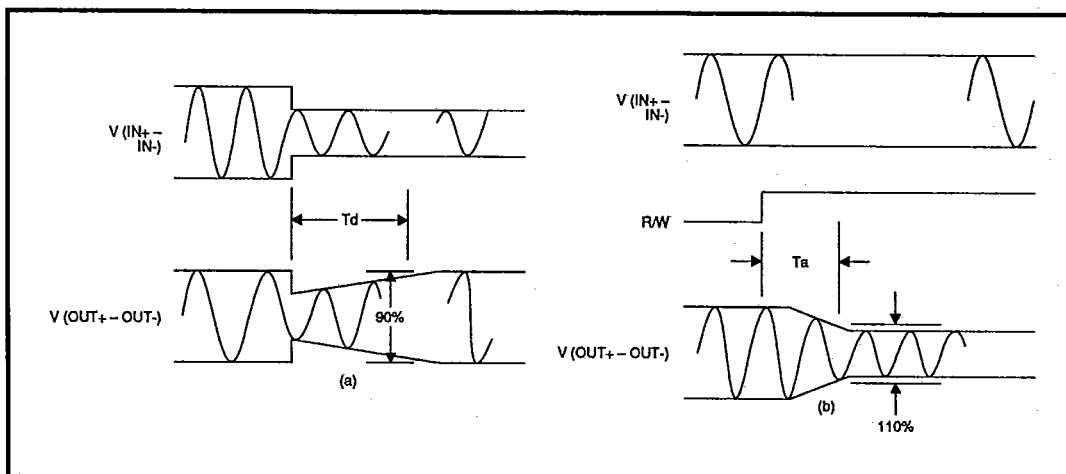 V (IN+ –
IN-)
Td
V (OUT+ – OUT-)
90%
(a)
V (IN+ –
IN-)
R/W
Ta
V (OUT+ – OUT-)
(b)
110%